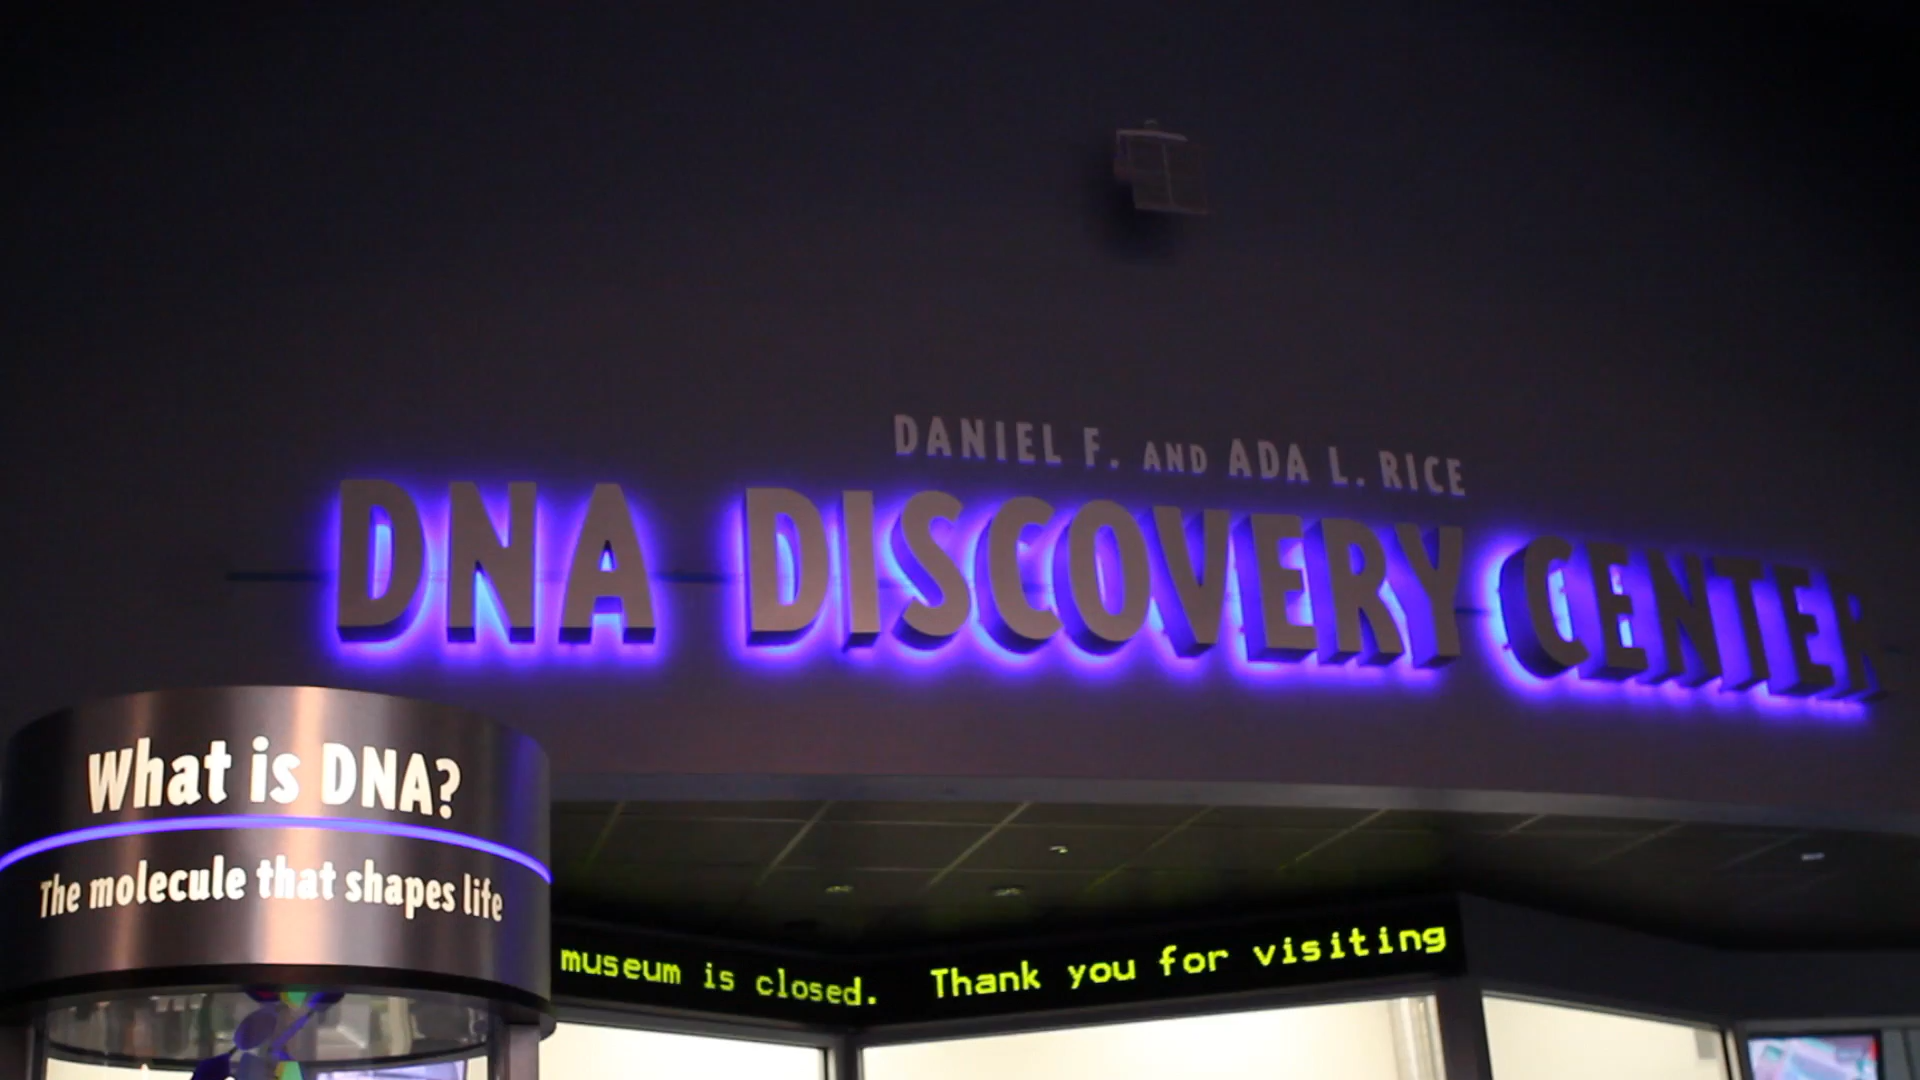 DANIEL F. AND ADA L. RICE
DNA DISCOVERY CENTER
What is DNA?
The molecule that shapes life
museum is closed. Thank you for visiting